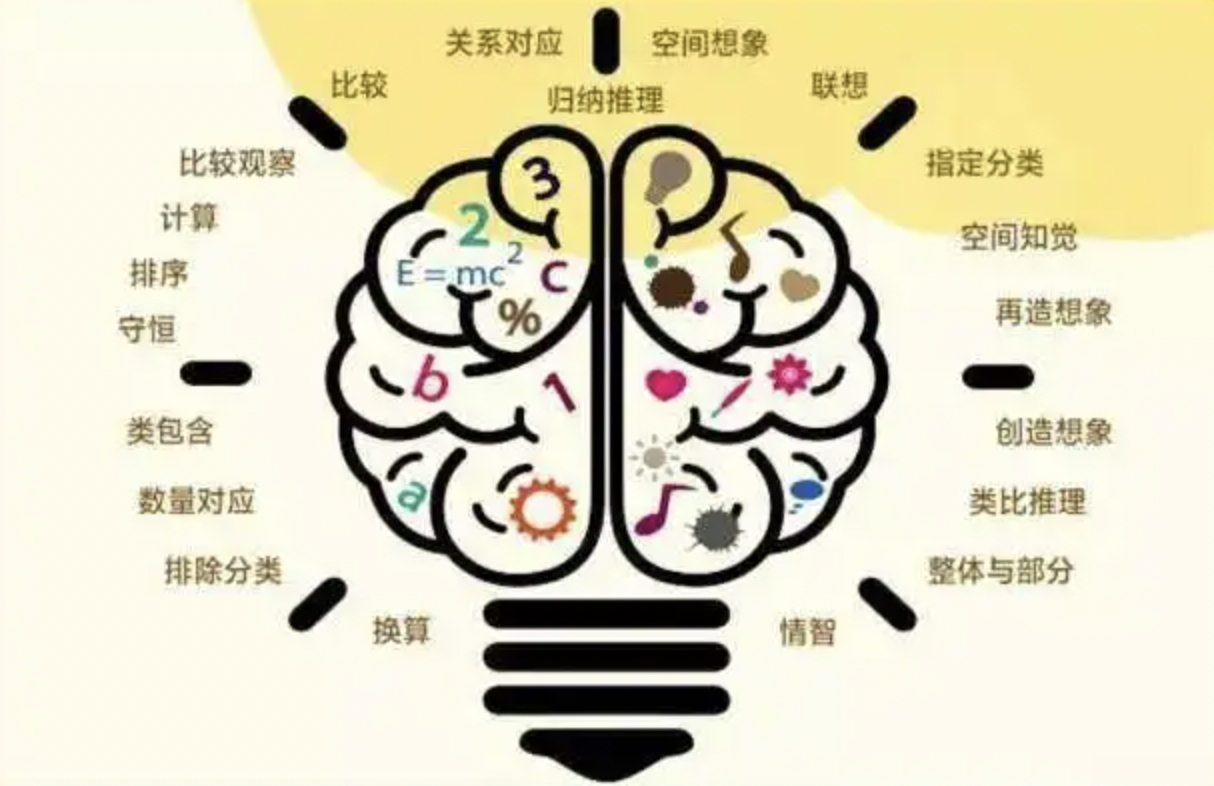 关系对应 空间想象
比较 归纳推理 联想
比较观察 指定分类
计算 空间知觉
排序 再造想象
守恒
类包含 创造想象
数量对应 类比推理
排除分类 整体与部分
换算 情智
3
2
E = mc²
c
%
b 1
a